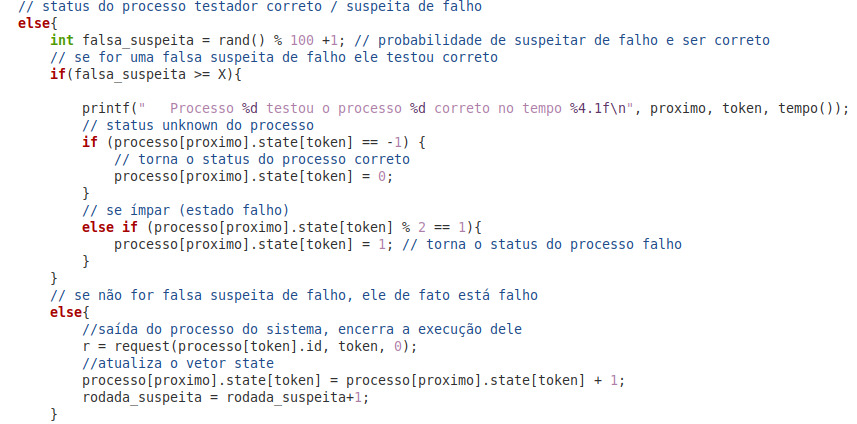 // status do processo testador correto / suspeita de falho
else{
    int falsa_suspeita = rand() % 100 +1; // probabilidade de suspeitar de falho e ser correto
    // se for uma falsa suspeita de falho ele testou correto
    if(falsa_suspeita >= X){
        printf("   Processo %d testou o processo %d correto no tempo %4.1f\n", proximo, token, tempo());
        // status unknown do processo
        if (processo[proximo].state[token] == -1) {
            // torna o status do processo correto
            processo[proximo].state[token] = 0;
        }
        // se ímpar (estado falho)
        else if (processo[proximo].state[token] % 2 == 1){
            processo[proximo].state[token] = 1; // torna o status do processo falho
        }
    }
    // se não for falsa suspeita de falho, ele de fato está falho
    else{
        //saída do processo do sistema, encerra a execução dele
        r = request(processo[token].id, token, 0);
        //atualiza o vetor state
        processo[proximo].state[token] = processo[proximo].state[token] + 1;
        rodada_suspeita = rodada_suspeita+1;
    }